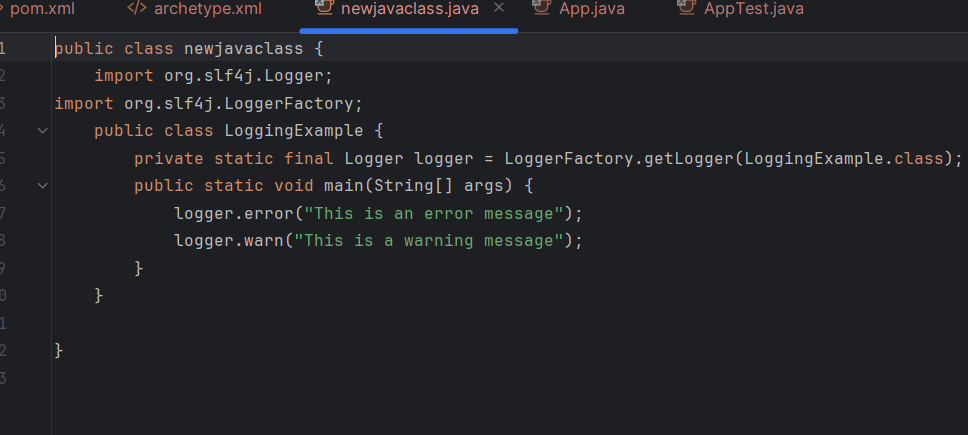 pom.xml </> archetype.xml newjavaclass.java × App.java AppTest.java
1 public class newjavaclass {
2     import org.slf4j.Logger;
3 import org.slf4j.LoggerFactory;
4     public class LoggingExample {
5         private static final Logger logger = LoggerFactory.getLogger(LoggingExample.class);
6         public static void main(String[] args) {
7             logger.error("This is an error message");
8             logger.warn("This is a warning message");
9         }
0     }
1
2 }
3